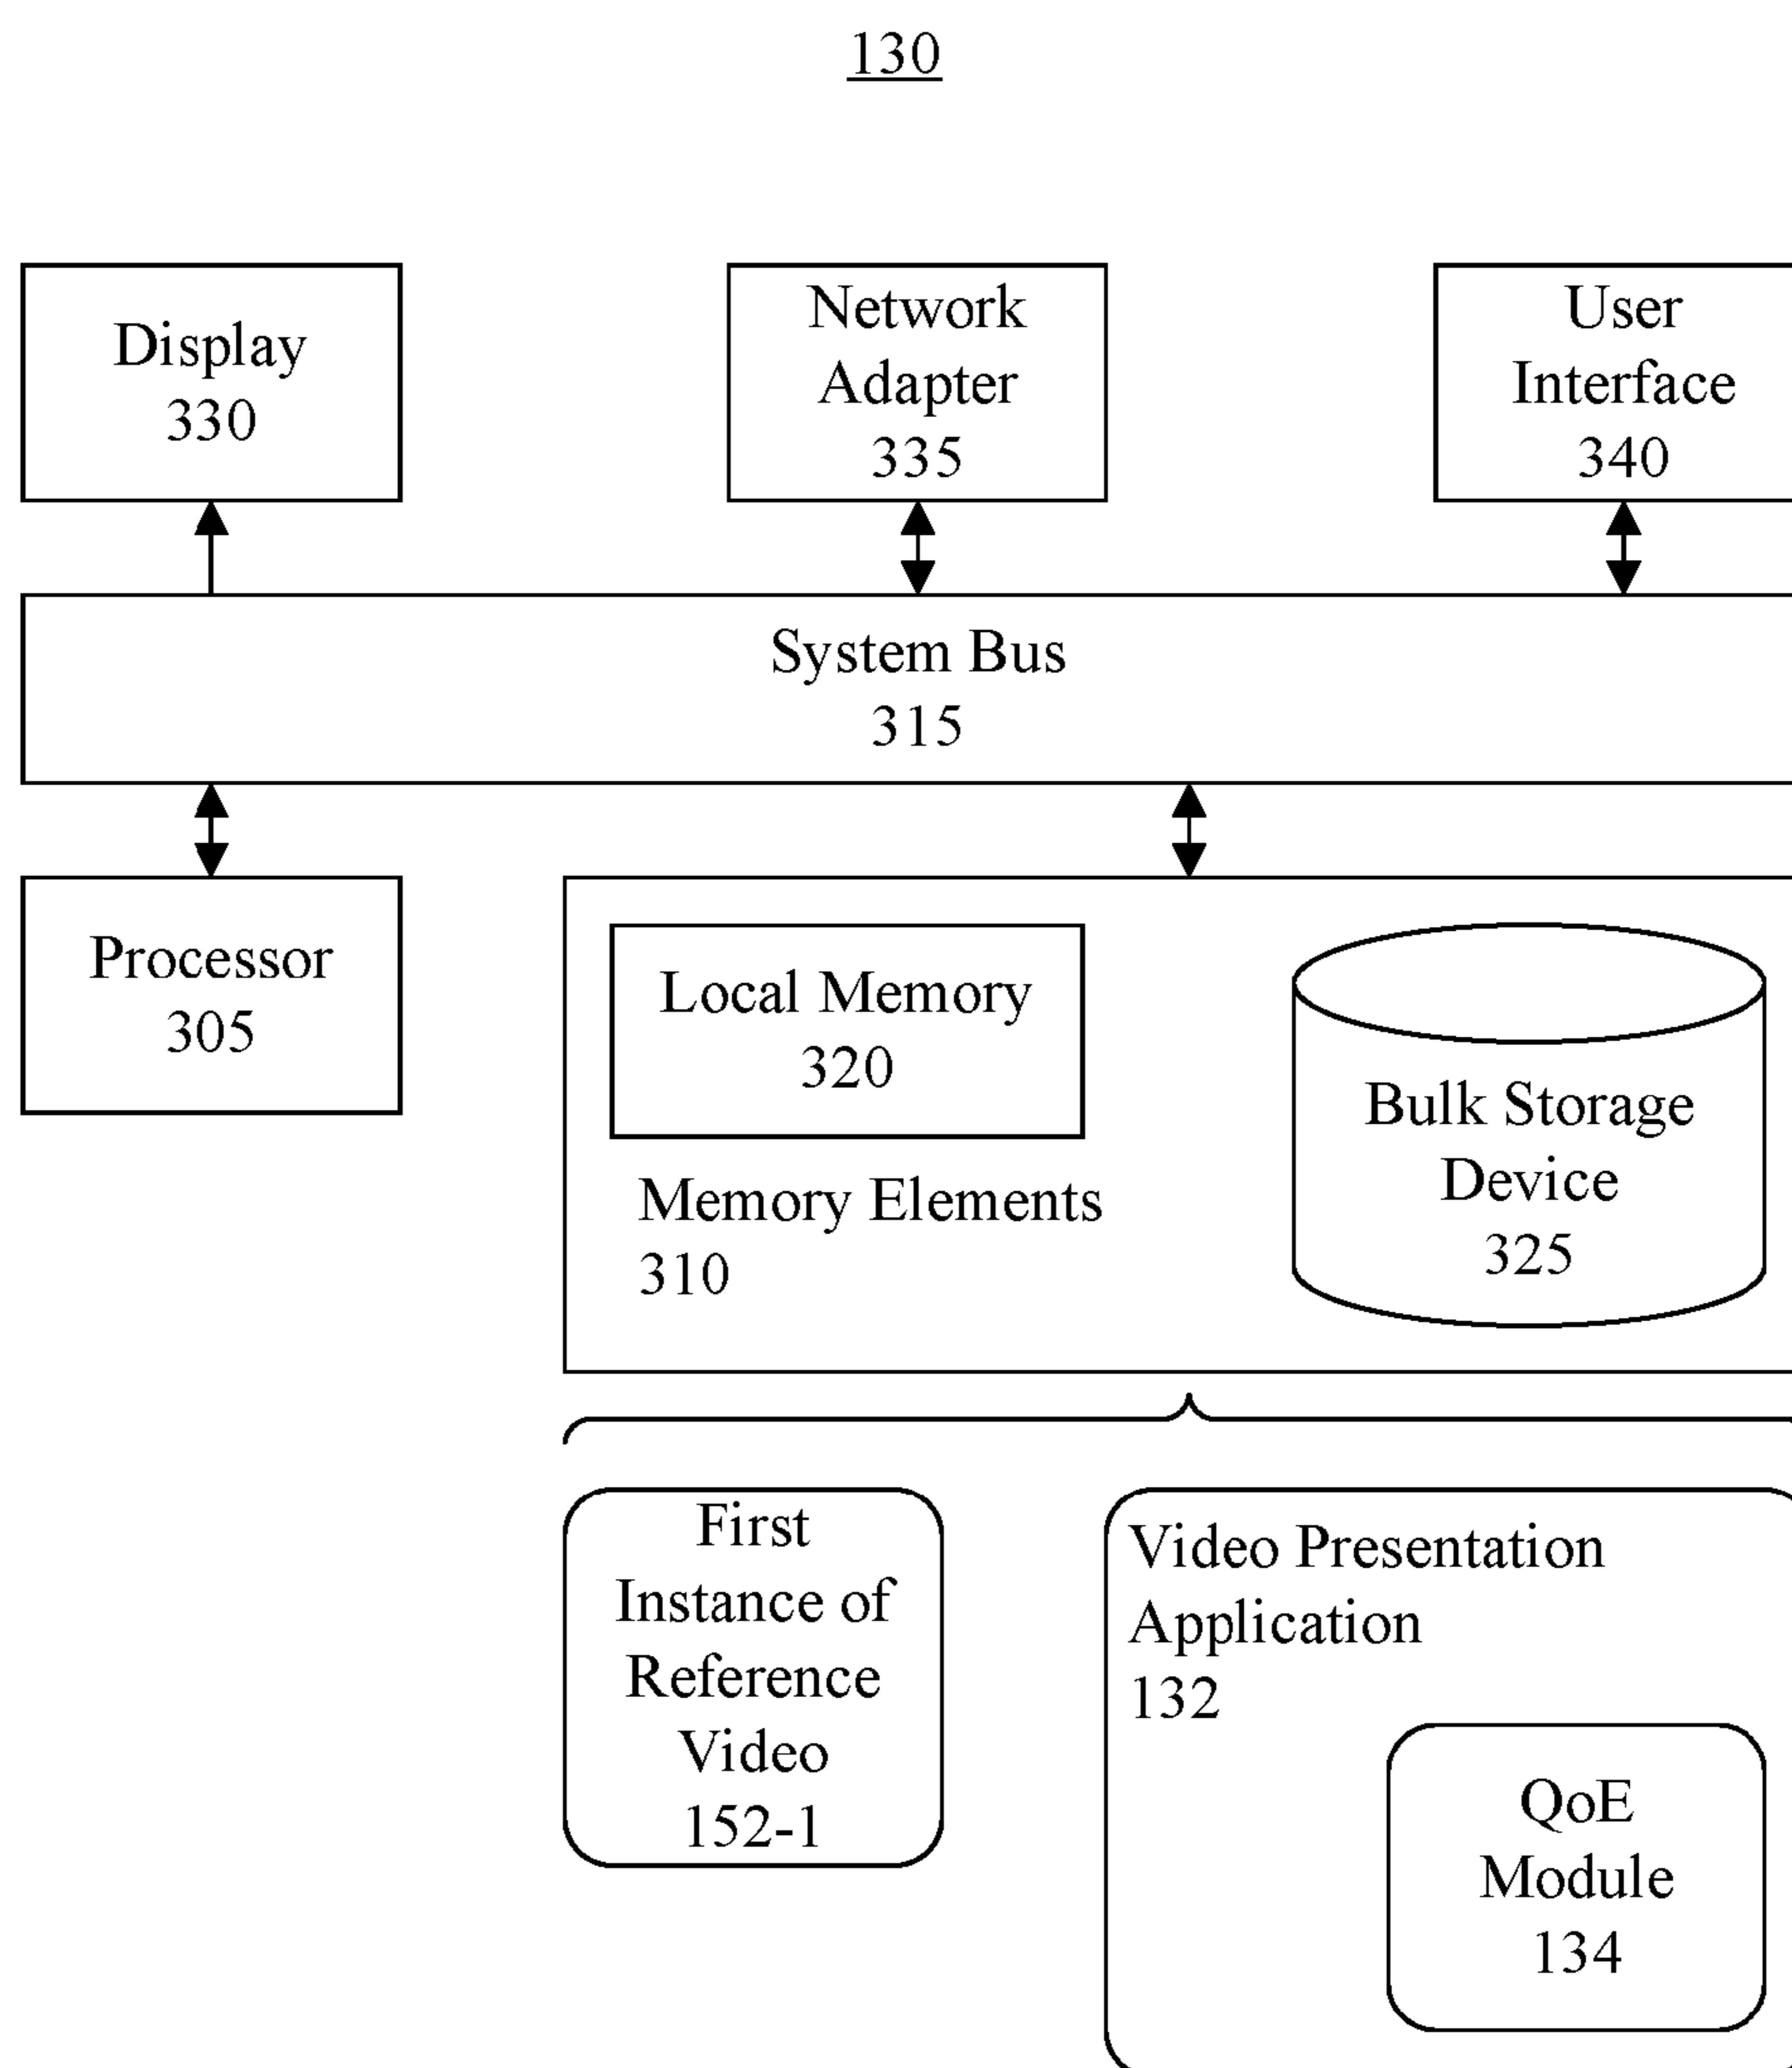 130
Display
330
Network
Adapter
335
User
Interface
340
System Bus
315
Processor
305
Local Memory
320
Memory Elements
310
Bulk Storage
Device
325
First
Instance of
Reference
Video
152-1
Video Presentation
Application
132
QoE
Module
134